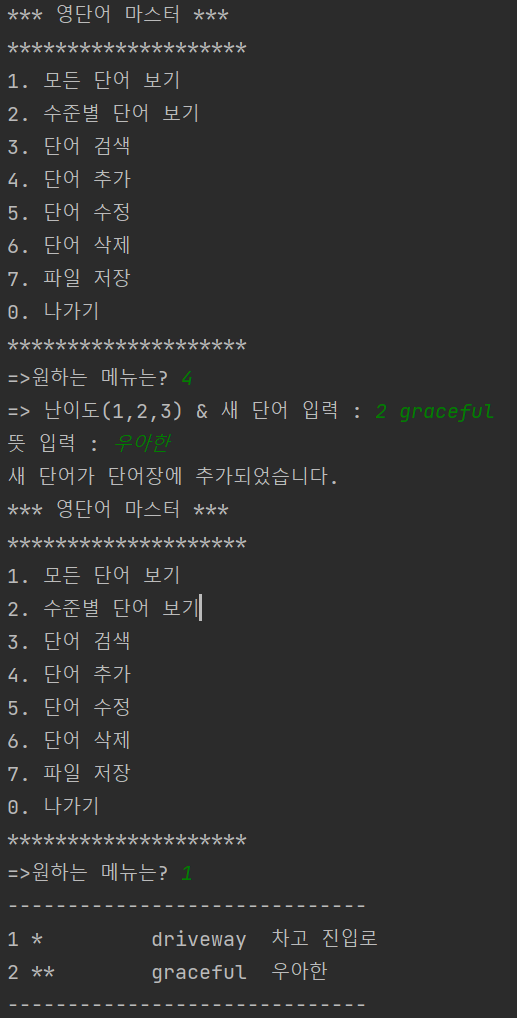 *** 영단어 마스터 ***
********************
1. 모든 단어 보기
2. 수준별 단어 보기
3. 단어 검색
4. 단어 추가
5. 단어 수정
6. 단어 삭제
7. 파일 저장
0. 나가기
********************
=>원하는 메뉴는? 4
=> 난이도(1,2,3) & 새 단어 입력 : 2 graceful
뜻 입력 : 우아한
새 단어가 단어장에 추가되었습니다.
*** 영단어 마스터 ***
********************
1. 모든 단어 보기
2. 수준별 단어 보기
3. 단어 검색
4. 단어 추가
5. 단어 수정
6. 단어 삭제
7. 파일 저장
0. 나가기
********************
=>원하는 메뉴는? 1
------------------------------
1 *         driveway  차고 진입로
2 **        graceful  우아한
------------------------------